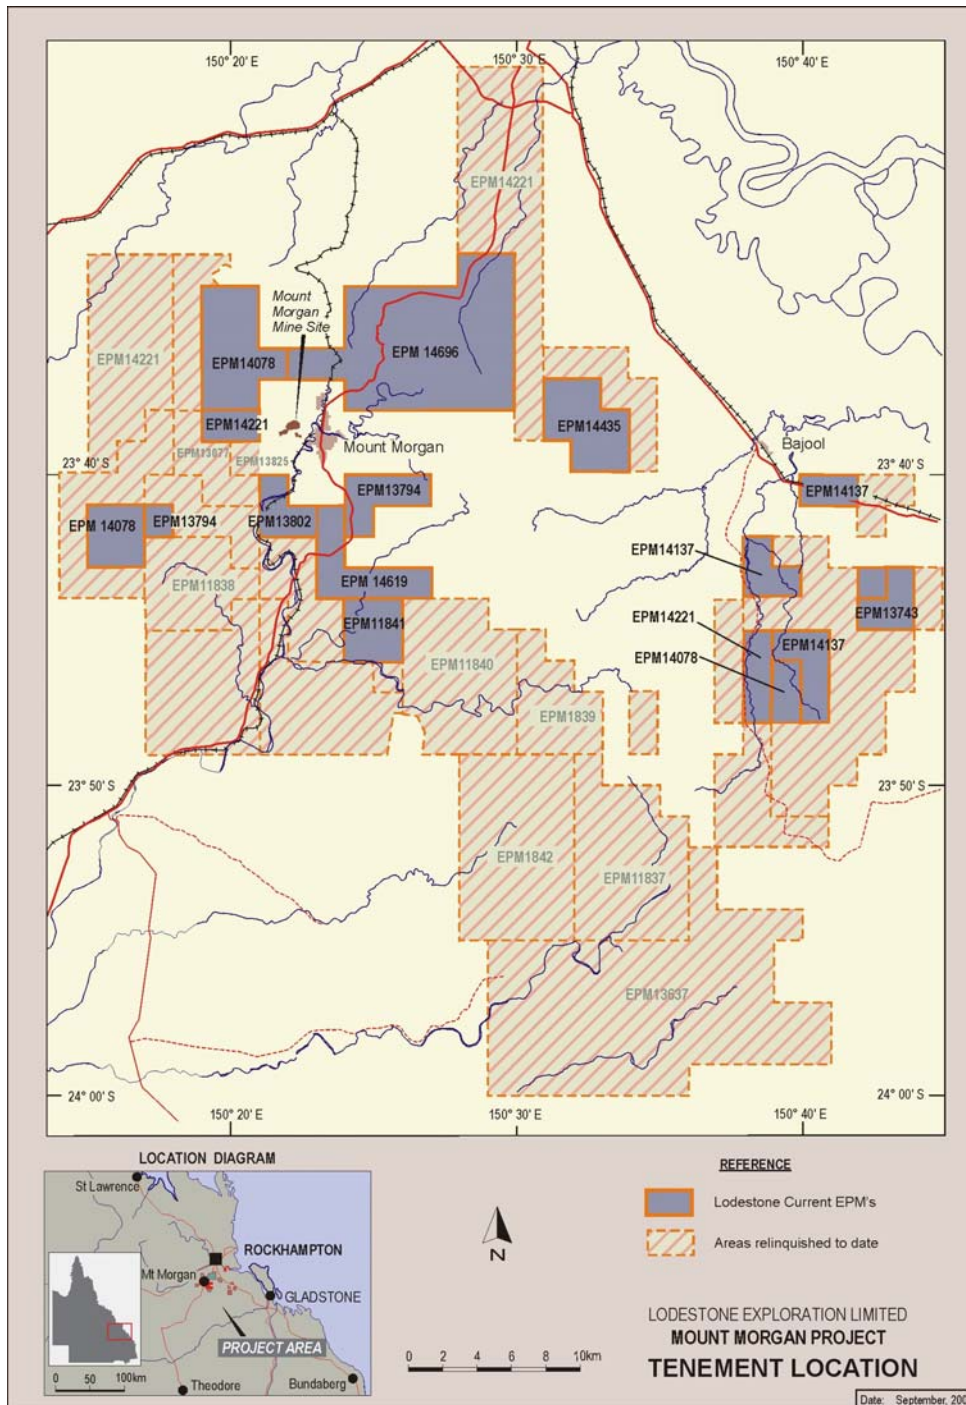 150° 20' E
150° 30' E
150° 40' E
EPM14221
Mount
Morgan
Mine Site
EPM14221
EPM14078
EPM 14696
EPM14221
EPM14435
EPM13077
EPM13825
Mount Morgan
Bajool
23° 40' S
23° 40' S
EPM13794
EPM14137
EPM 14078
EPM13794
EPM13802
EPM14137
EPM11838
EPM 14619
EPM13743
EPM11841
EPM14221
EPM14137
EPM14078
EPM11840
EPM1839
23° 50' S
23° 50' S
EPM1842
EPM11837
EPM13637
24° 00' S
24° 00' S
150° 20' E
150° 30' E
150° 40' E
LOCATION DIAGRAM
St Lawrence
ROCKHAMPTON
Mt Morgan
GLADSTONE
PROJECT AREA
0 50 100km
Theodore
Bundaberg
N
0 2 4 6 8 10km
REFERENCE
Lodestone Current EPM's
Areas relinquished to date
LODESTONE EXPLORATION LIMITED
MOUNT MORGAN PROJECT
TENEMENT LOCATION
Date: September,